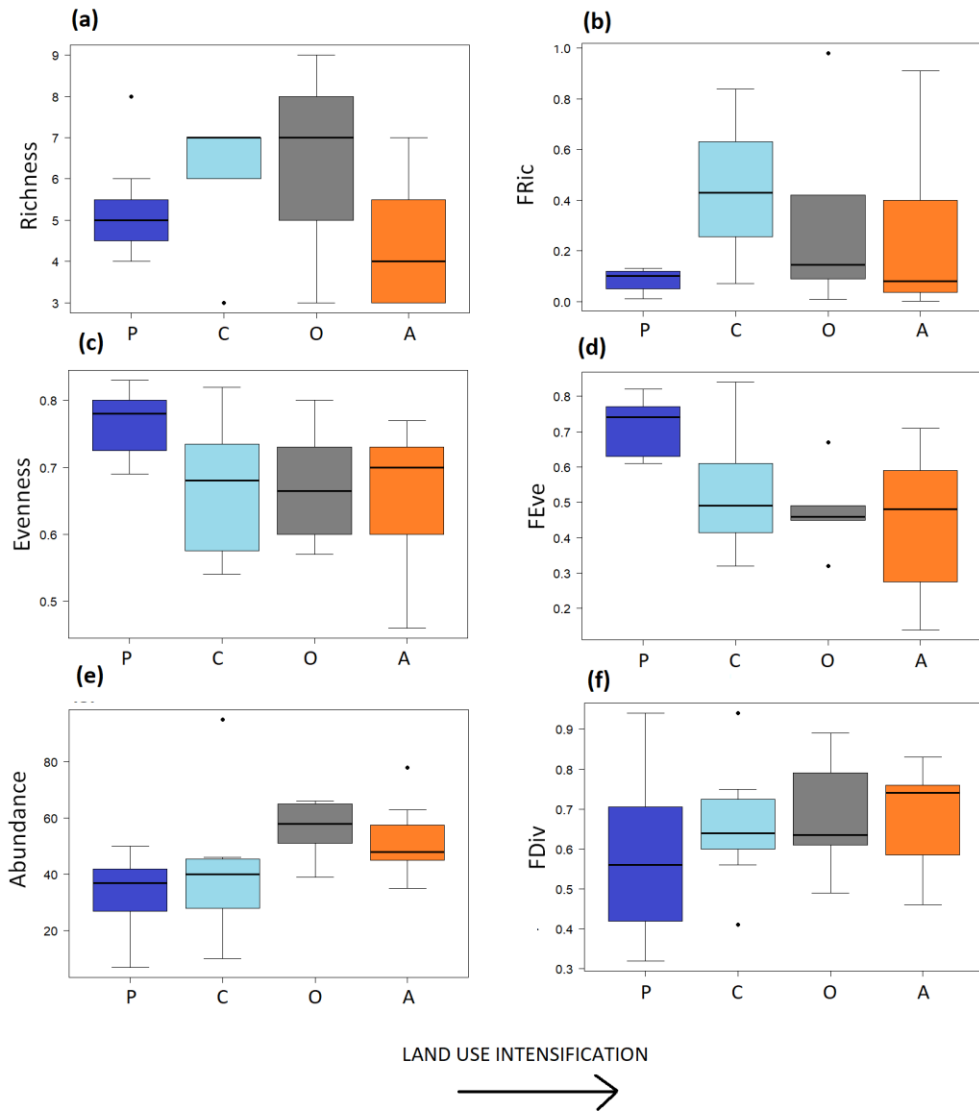 (a)
Richness
9
8
7
6
5
4
3
P C O A
(b)
FRic
1.0
0.8
0.6
0.4
0.2
0.0
P C O A
(c)
Evenness
0.8
0.7
0.6
0.5
P C O A
(d)
FEve
0.8
0.7
0.6
0.5
0.4
0.3
0.2
P C O A
(e)
Abundance
80
60
40
20
P C O A
(f)
FDiv
0.9
0.8
0.7
0.6
0.5
0.4
0.3
P C O A
LAND USE INTENSIFICATION